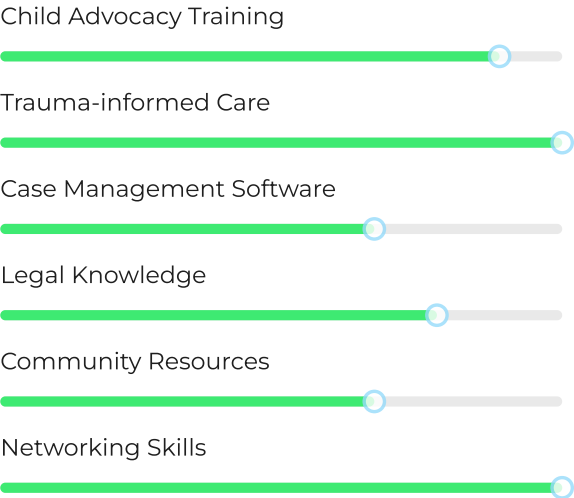 Child Advocacy Training
Trauma-informed Care
Case Management Software
Legal Knowledge
Community Resources
Networking Skills